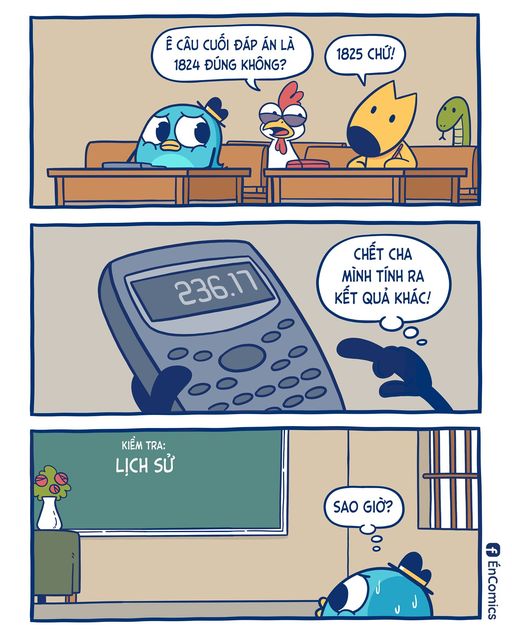 Ê CÂU CUỐI ĐÁP ÁN LÀ
1824 ĐÚNG KHÔNG?
1825 CHỨ!
236.17
CHẾT CHA
MÌNH TÍNH RA
KẾT QUẢ KHÁC!
KIỂM TRA:
LỊCH SỬ
SAO GIỜ?
ÉnComics